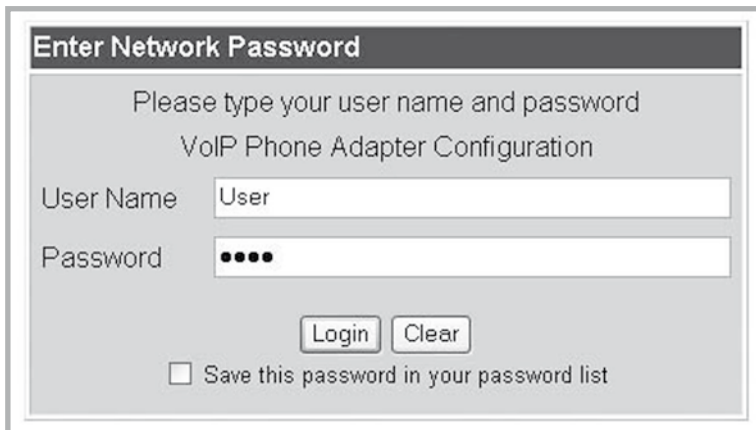 Enter Network Password
Please type your user name and password
VoIP Phone Adapter Configuration
User Name User
Password ••••
Login Clear
Save this password in your password list